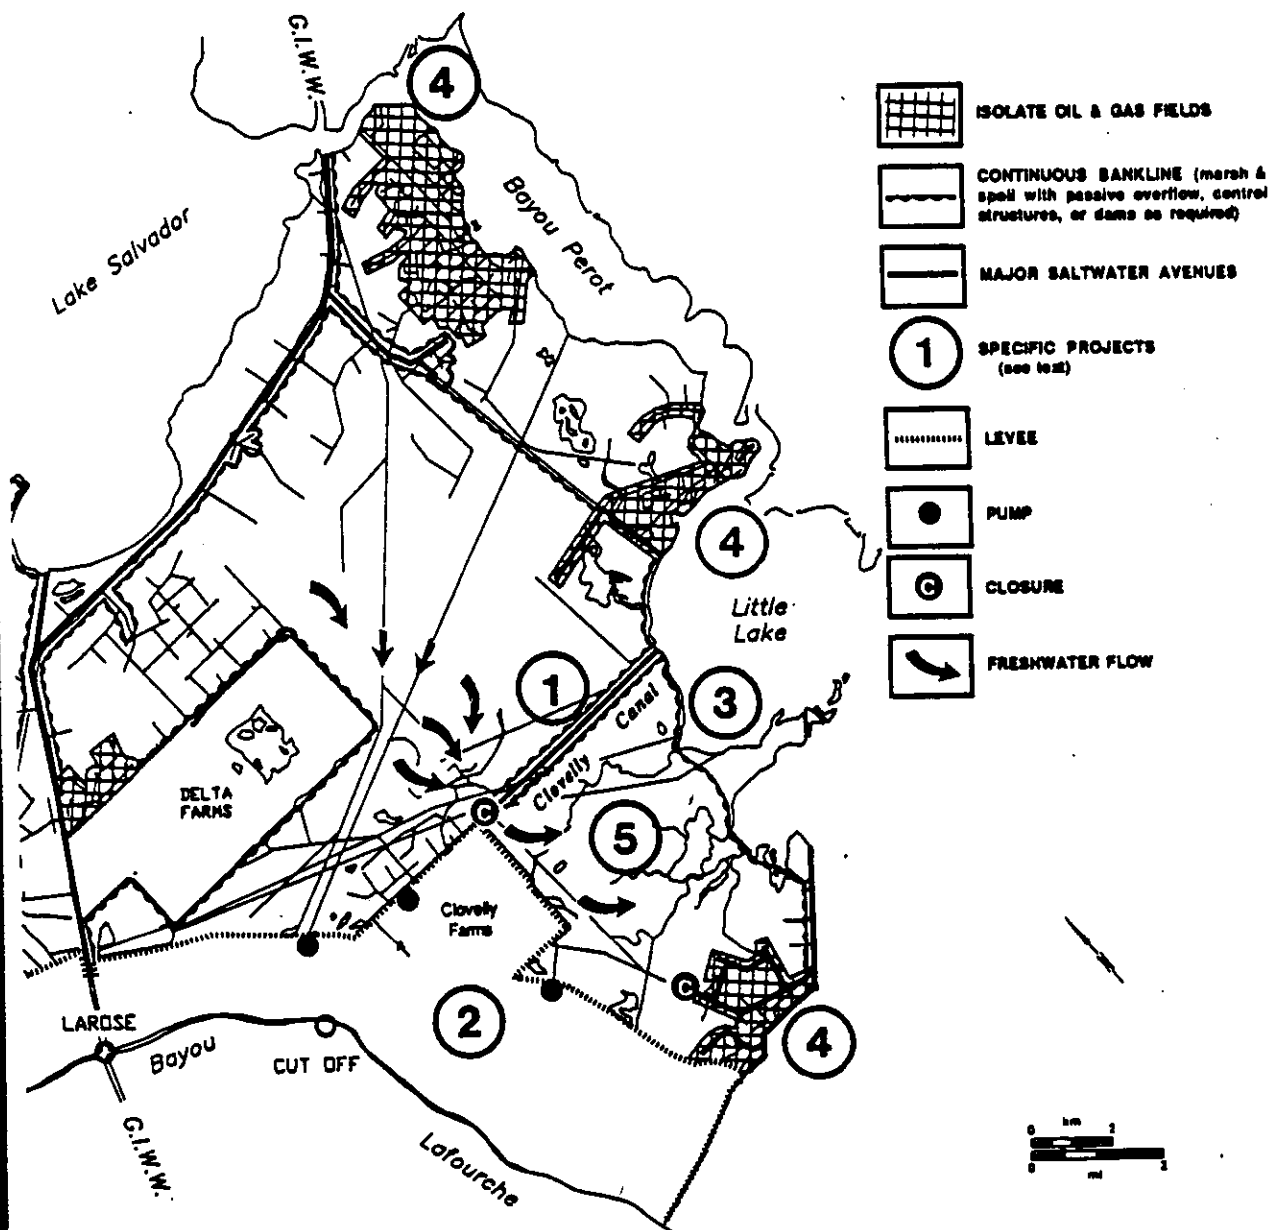 G.I.W.W.
4
ISOLATE OIL & GAS FIELDS
CONTINUOUS BANKLINE (marsh &
spoil with passive overflow, control
structures, or dams as required)
Bayou Perot
Lake Salvador
MAJOR SALTWATER AVENUES
1
SPECIFIC PROJECTS
(see text)
LEVEE
PUMP
4
C
CLOSURE
Little
Lake
FRESHWATER FLOW
1
3
Clovelly Canal
DELTA
FARMS
C
5
Clovelly
Farms
C
2
4
LAROSE
Bayou
CUT OFF
Lafourche
G.I.W.W.
0 km 2
0 mi 2